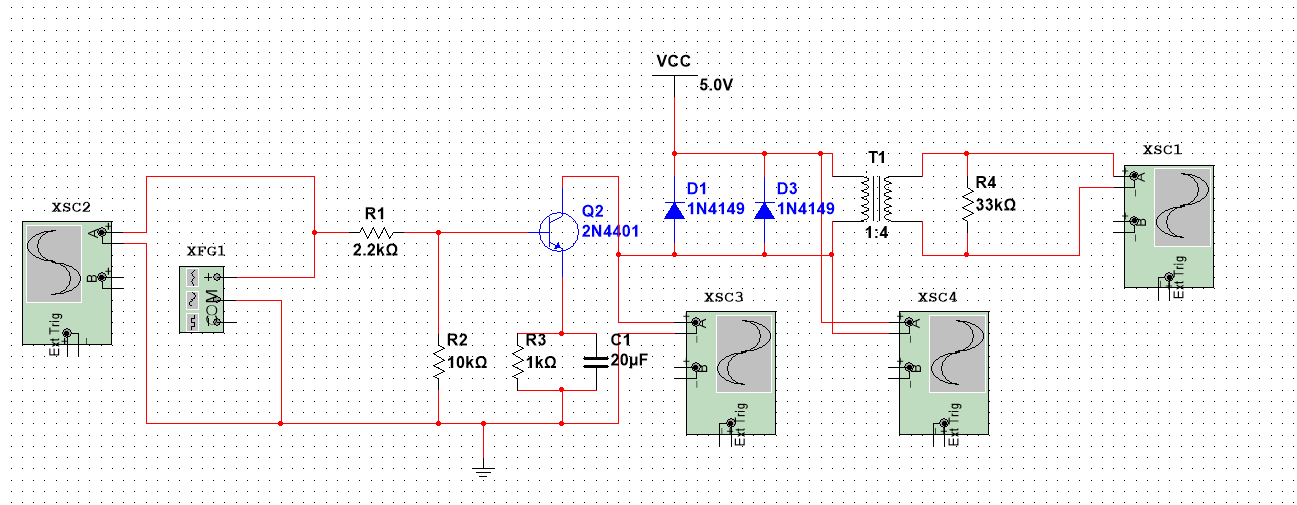 VCC
5.0V
XSC1
T1
D1
1N4149
D3
1N4149
R4
33kΩ
1:4
A
B
Ext Trig
XSC2
A
B
Ext Trig
XFG1
COM
R1
2.2kΩ
Q2
2N4401
R2
10kΩ
R3
1kΩ
C1
20µF
XSC3
A
B
Ext Trig
XSC4
A
B
Ext Trig